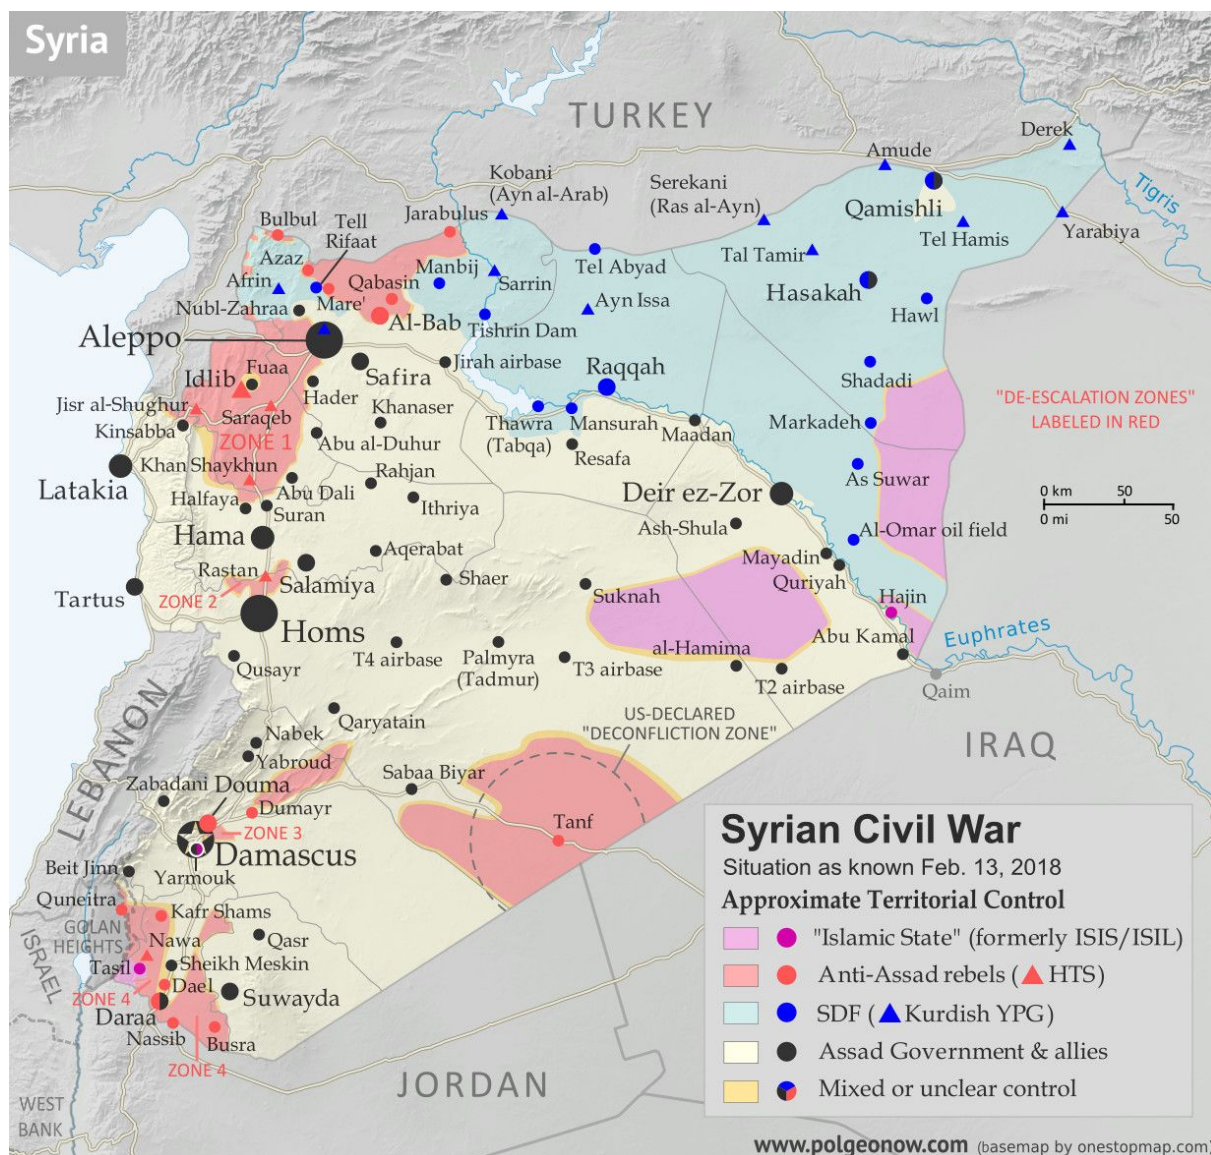 Syria
TURKEY
Derek
Amude
Kobani
(Ayn al-Arab)
Serekani
(Ras al-Ayn)
Tigris
Qamishli
Bulbul
Tell
Rifaat
Jarabulus
Yarabiya
Tel Hamis
Azaz
Manbij
Tel Abyad
Tal Tamir
Afrin
Qabasin
Sarrin
Hasakah
Mare'
Ayn Issa
Nubl-Zahraa
Al-Bab
Tishrin Dam
Hawl
Aleppo
Fuaa
Safira
Jirah airbase
Raqqah
Idlib
Hader
Shadadi
Jisr al-Shughur
Saraqeb
Khanaser
Thawra
(Tabqa)
Mansurah
Maadan
Markadeh
"DE-ESCALATION ZONES"
LABELED IN RED
Kinsabba
ZONE 1
Abu al-Duhur
Resafa
Khan Shaykhun
Rahjan
As Suwar
Latakia
Halfaya
Abu Dali
Suran
Ithriya
Deir ez-Zor
0 km 50
0 mi 50
Hama
Ash-Shula
Al-Omar oil field
Aqerabat
Mayadin
Rastan
Salamiya
Shaer
Quriyah
Tartus
ZONE 2
Suknah
Hajin
Homs
Abu Kamal
Euphrates
Qusayr
T4 airbase
Palmyra
(Tadmur)
T3 airbase
al-Hamima
T2 airbase
Qaim
LEBANON
Qaryatain
US-DECLARED
"DECONFLICTION ZONE"
IRAQ
Nabek
Yabroud
Zabadani
Douma
Sabaa Biyar
Dumayr
ZONE 3
Tanf
Damascus
Beit Jinn
Yarmouk
Quneitra
Kafr Shams
GOLAN
HEIGHTS
Nawa
Qasr
ISRAEL
Tasil
Sheikh Meskin
ZONE 4
Dael
Suwayda
Daraa
Nassib
Busra
ZONE 4
JORDAN
WEST
BANK
Syrian Civil War
Situation as known Feb. 13, 2018
Approximate Territorial Control
"Islamic State" (formerly ISIS/ISIL)
Anti-Assad rebels ( HTS)
SDF ( Kurdish YPG)
Assad Government & allies
Mixed or unclear control
www.polgeonow.com (basemap by onestopmap.com)